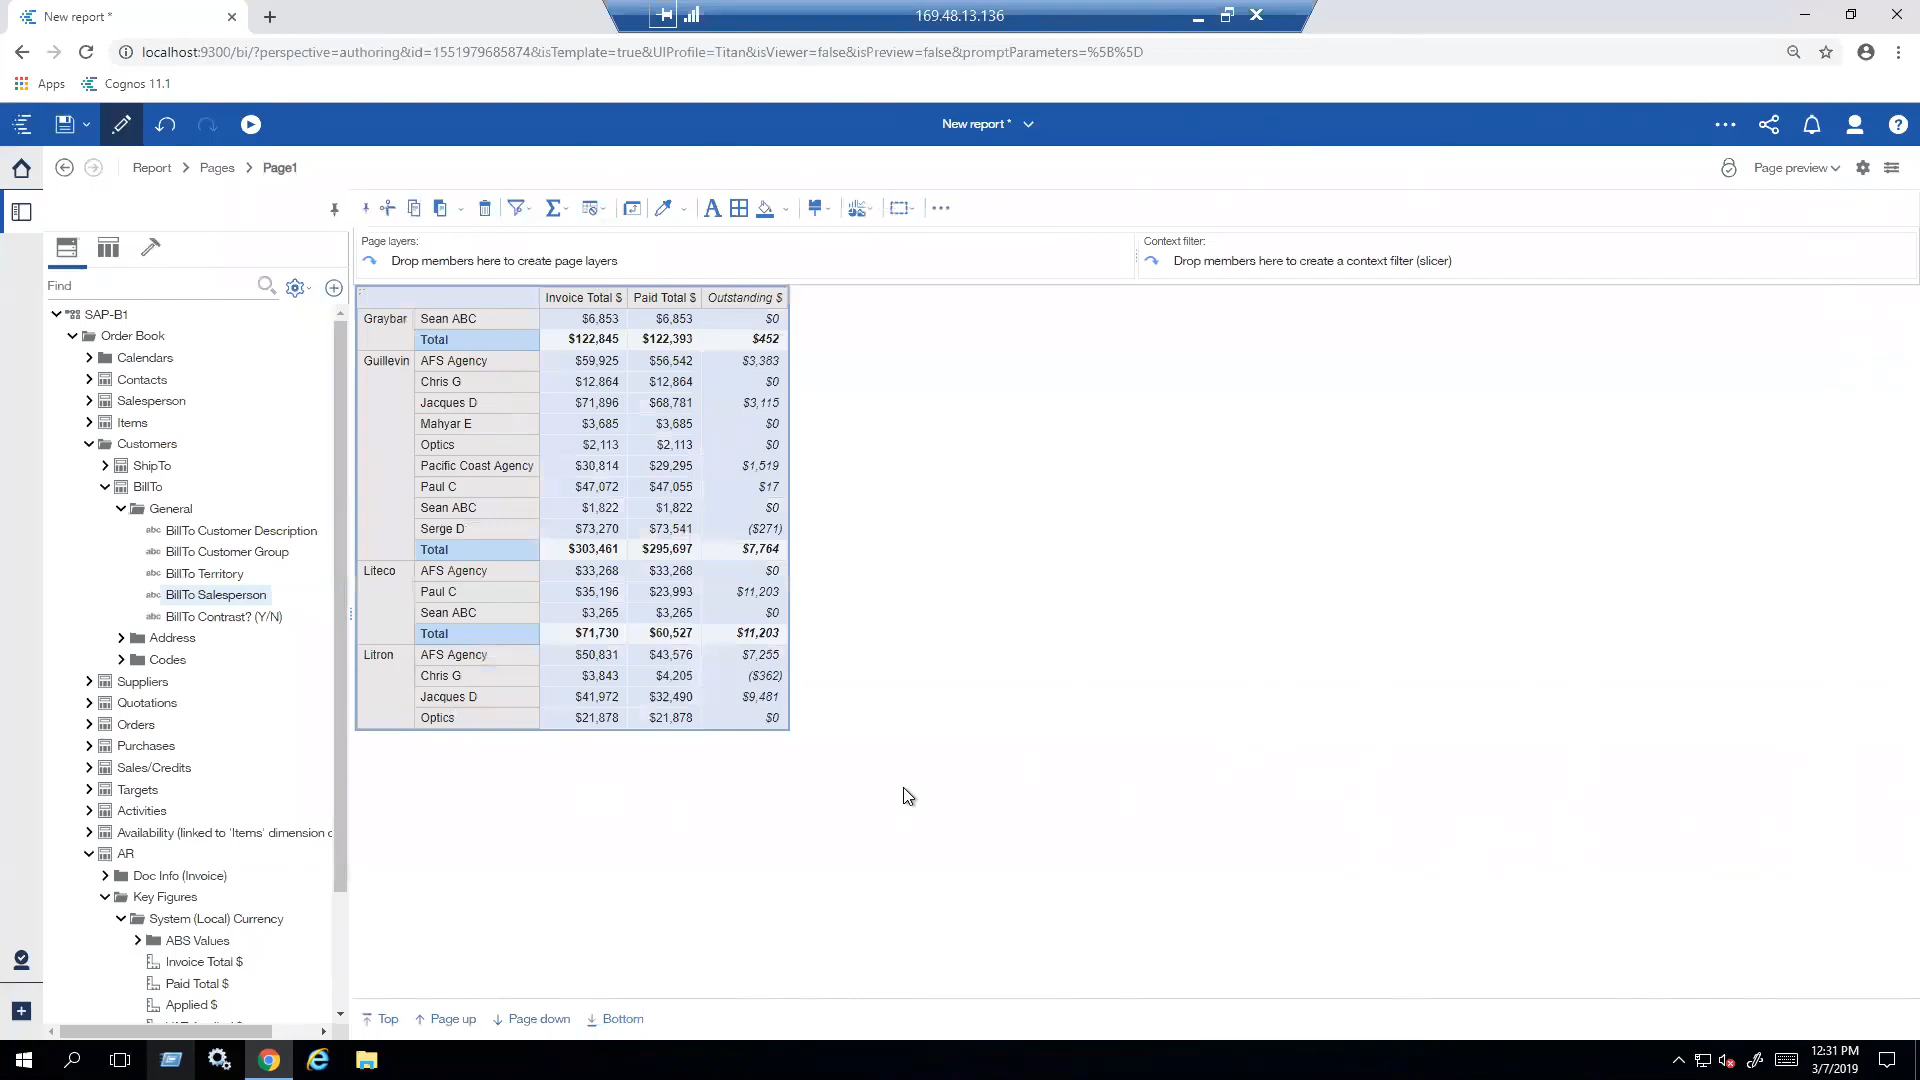 New report *
169.48.13.136
localhost:9300/bi/?perspective=authoring&id=1551979685874&isTemplate=true&UIProfile=Titan&isViewer=false&isPreview=false&promptParameters=%5B%5D
Apps
Cognos 11.1
New report *
Report > Pages > Page1
Page preview
Page layers:
Drop members here to create page layers
Context filter:
Drop members here to create a context filter (slicer)
Find
SAP-B1
Order Book
Calendars
Contacts
Salesperson
Items
Customers
ShipTo
BillTo
General
abc BillTo Customer Description
abc BillTo Customer Group
abc BillTo Territory
abc BillTo Salesperson
abc BillTo Contrast? (Y/N)
Address
Codes
Suppliers
Quotations
Orders
Purchases
Sales/Credits
Targets
Activities
Availability (linked to 'Items' dimension
AR
Doc Info (Invoice)
Key Figures
System (Local) Currency
ABS Values
Invoice Total $
Paid Total $
Applied $
Invoice Total $ Paid Total $ Outstanding $
Graybar Sean ABC $6,853 $6,853 $0
Total $122,845 $122,393 $452
Guillevin AFS Agency $59,925 $56,542 $3,383
Chris G $12,864 $12,864 $0
Jacques D $71,896 $68,781 $3,115
Mahyar E $3,685 $3,685 $0
Optics $2,113 $2,113 $0
Pacific Coast Agency $30,814 $29,295 $1,519
Paul C $47,072 $47,055 $17
Sean ABC $1,822 $1,822 $0
Serge D $73,270 $73,541 ($271)
Total $303,461 $295,697 $7,764
Liteco AFS Agency $33,268 $33,268 $0
Paul C $35,196 $23,993 $11,203
Sean ABC $3,265 $3,265 $0
Total $71,730 $60,527 $11,203
Litron AFS Agency $50,831 $43,576 $7,255
Chris G $3,843 $4,205 ($362)
Jacques D $41,972 $32,490 $9,481
Optics $21,878 $21,878 $0
Top Page up Page down Bottom
12:31 PM
3/7/2019